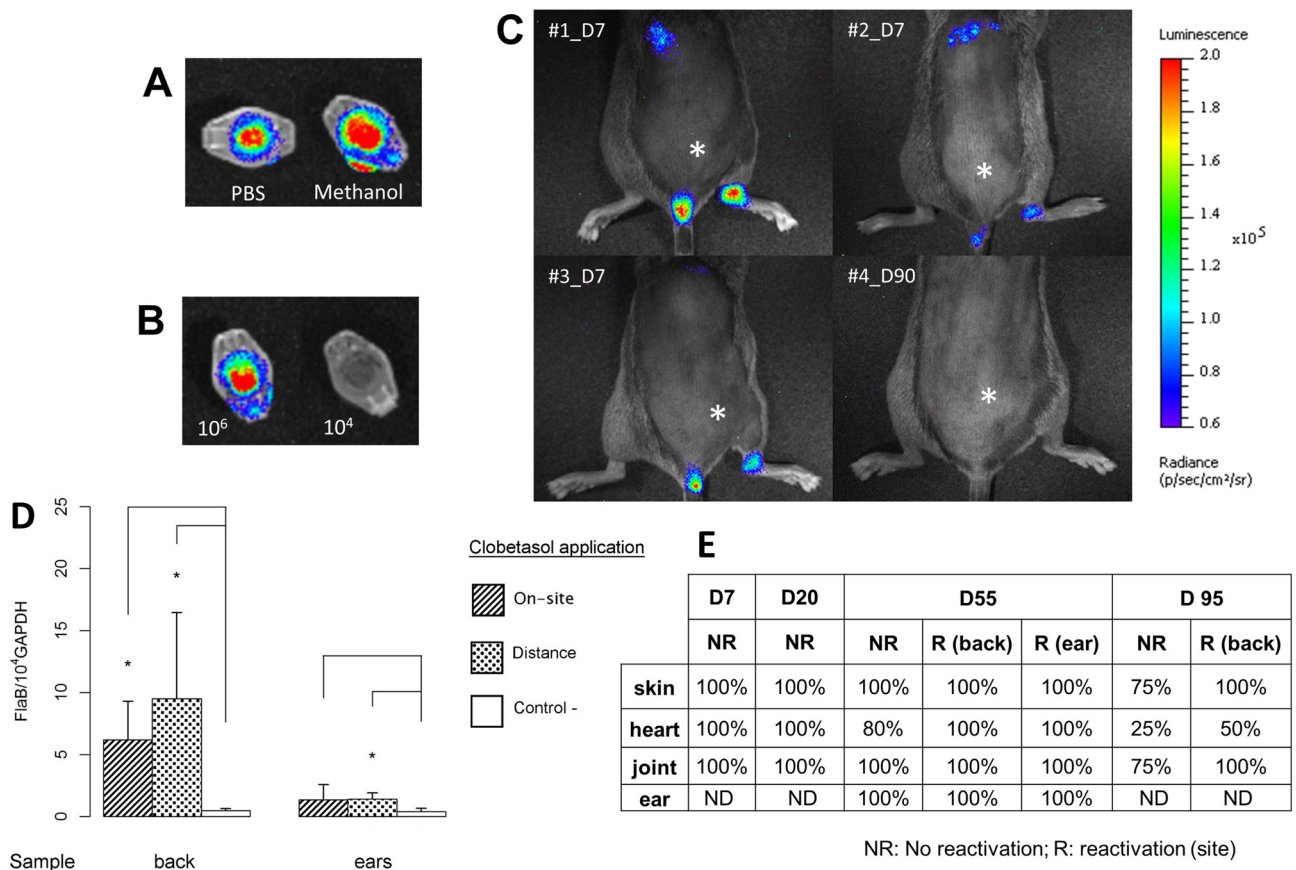 A
PBS
Methanol
B
10⁶
10⁴
C
#1_D7
*
#2_D7
*
#3_D7
*
#4_D90
*
Luminescence
2.0
1.8
1.6
1.4
x10⁵
1.2
1.0
0.8
0.6
Radiance
(p/sec/cm²/sr)
D
FlaB/10⁴GAPDH
25
20
15
10
5
0
*
*
*
Sample
back
ears
Clobetasol application
On-site
Distance
Control -
E
D7 D20 D55 D 95
NR NR NR R (back) R (ear) NR R (back)
skin 100% 100% 100% 100% 100% 75% 100%
heart 100% 100% 80% 100% 100% 25% 50%
joint 100% 100% 100% 100% 100% 75% 100%
ear ND ND 100% 100% 100% ND ND
NR: No reactivation; R: reactivation (site)